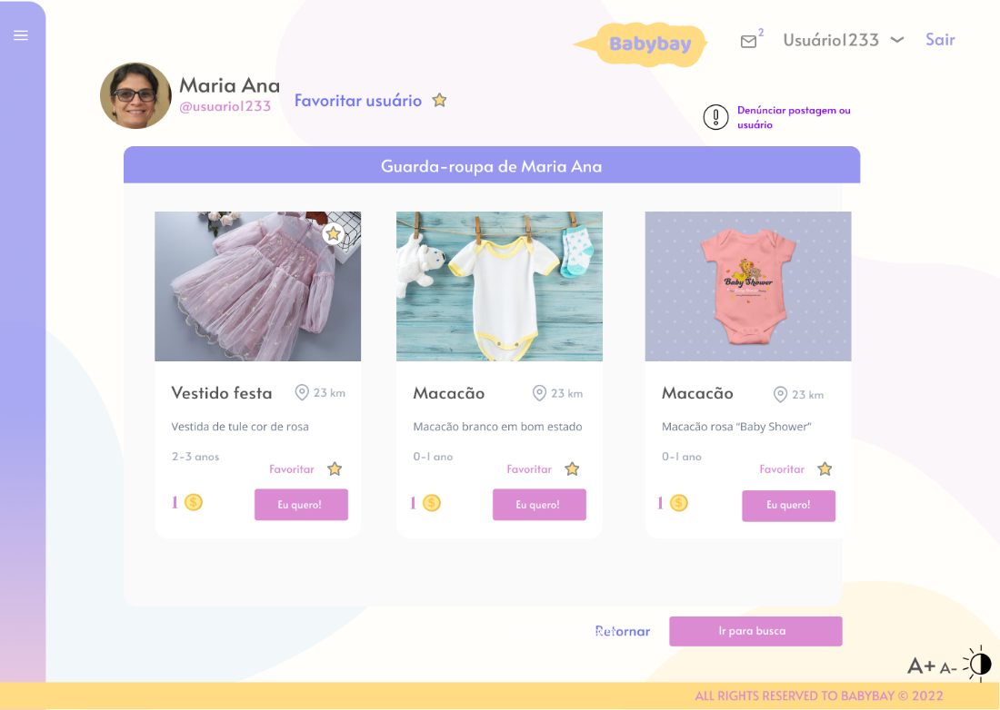 Babybay
2
Usuário1233
Sair
Maria Ana
@usuario1233
Favoritar usuário
Denúnciar postagem ou
usuário
Guarda-roupa de Maria Ana
Baby Shower
Vestido festa
23 km
Vestida de tule cor de rosa
2-3 anos
Favoritar
1 $
Eu quero!
Macacão
23 km
Macacão branco em bom estado
0-1 ano
Favoritar
1 $
Eu quero!
Macacão
23 km
Macacão rosa “Baby Shower”
0-1 ano
Favoritar
1 $
Eu quero!
Retornar
Ir para busca
A+ A-
ALL RIGHTS RESERVED TO BABYBAY © 2022